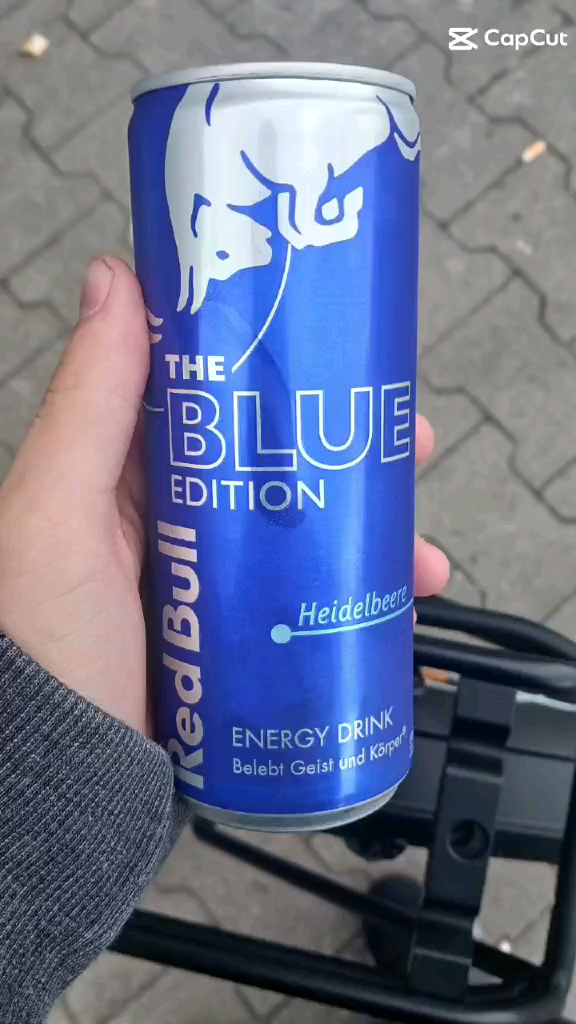 CapCut
THE
BLUE
EDITION
Red Bull
Heidelbeere
ENERGY DRINK
Belebt Geist und Körper®